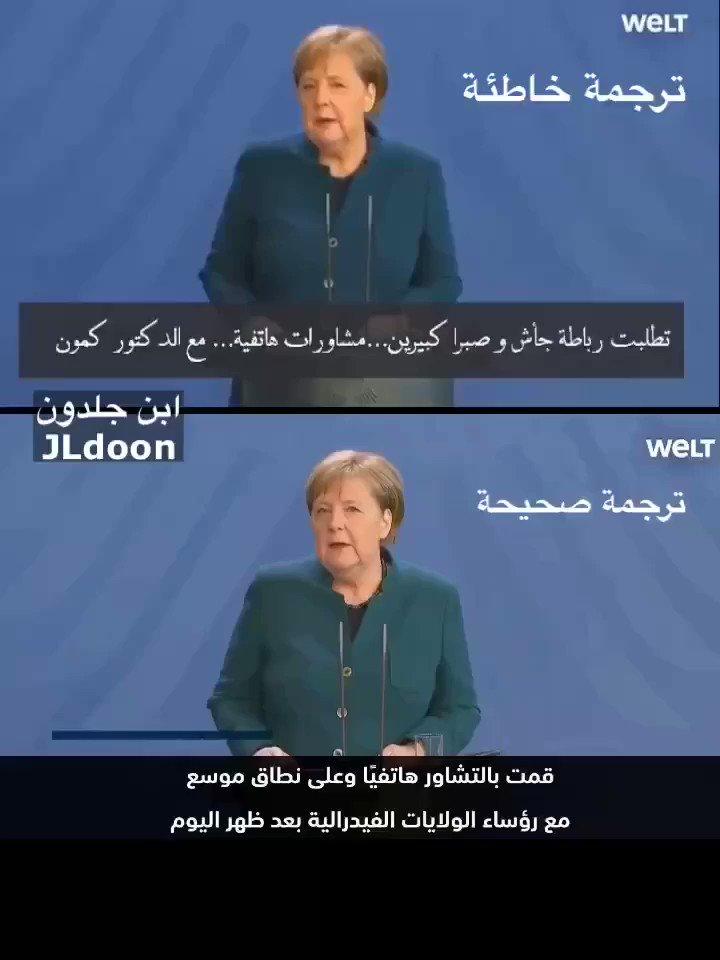 WELT
ترجمة خاطئة
تطلبت رباطة جأش و صبرا كبيرين...مشاورات هاتفية... مع الدكتور كمون
ابن جلدون
JLdoon
WELT
ترجمة صحيحة
قمت بالتشاور هاتفيًا وعلى نطاق موسع
مع رؤساء الولايات الفيدرالية بعد ظهر اليوم